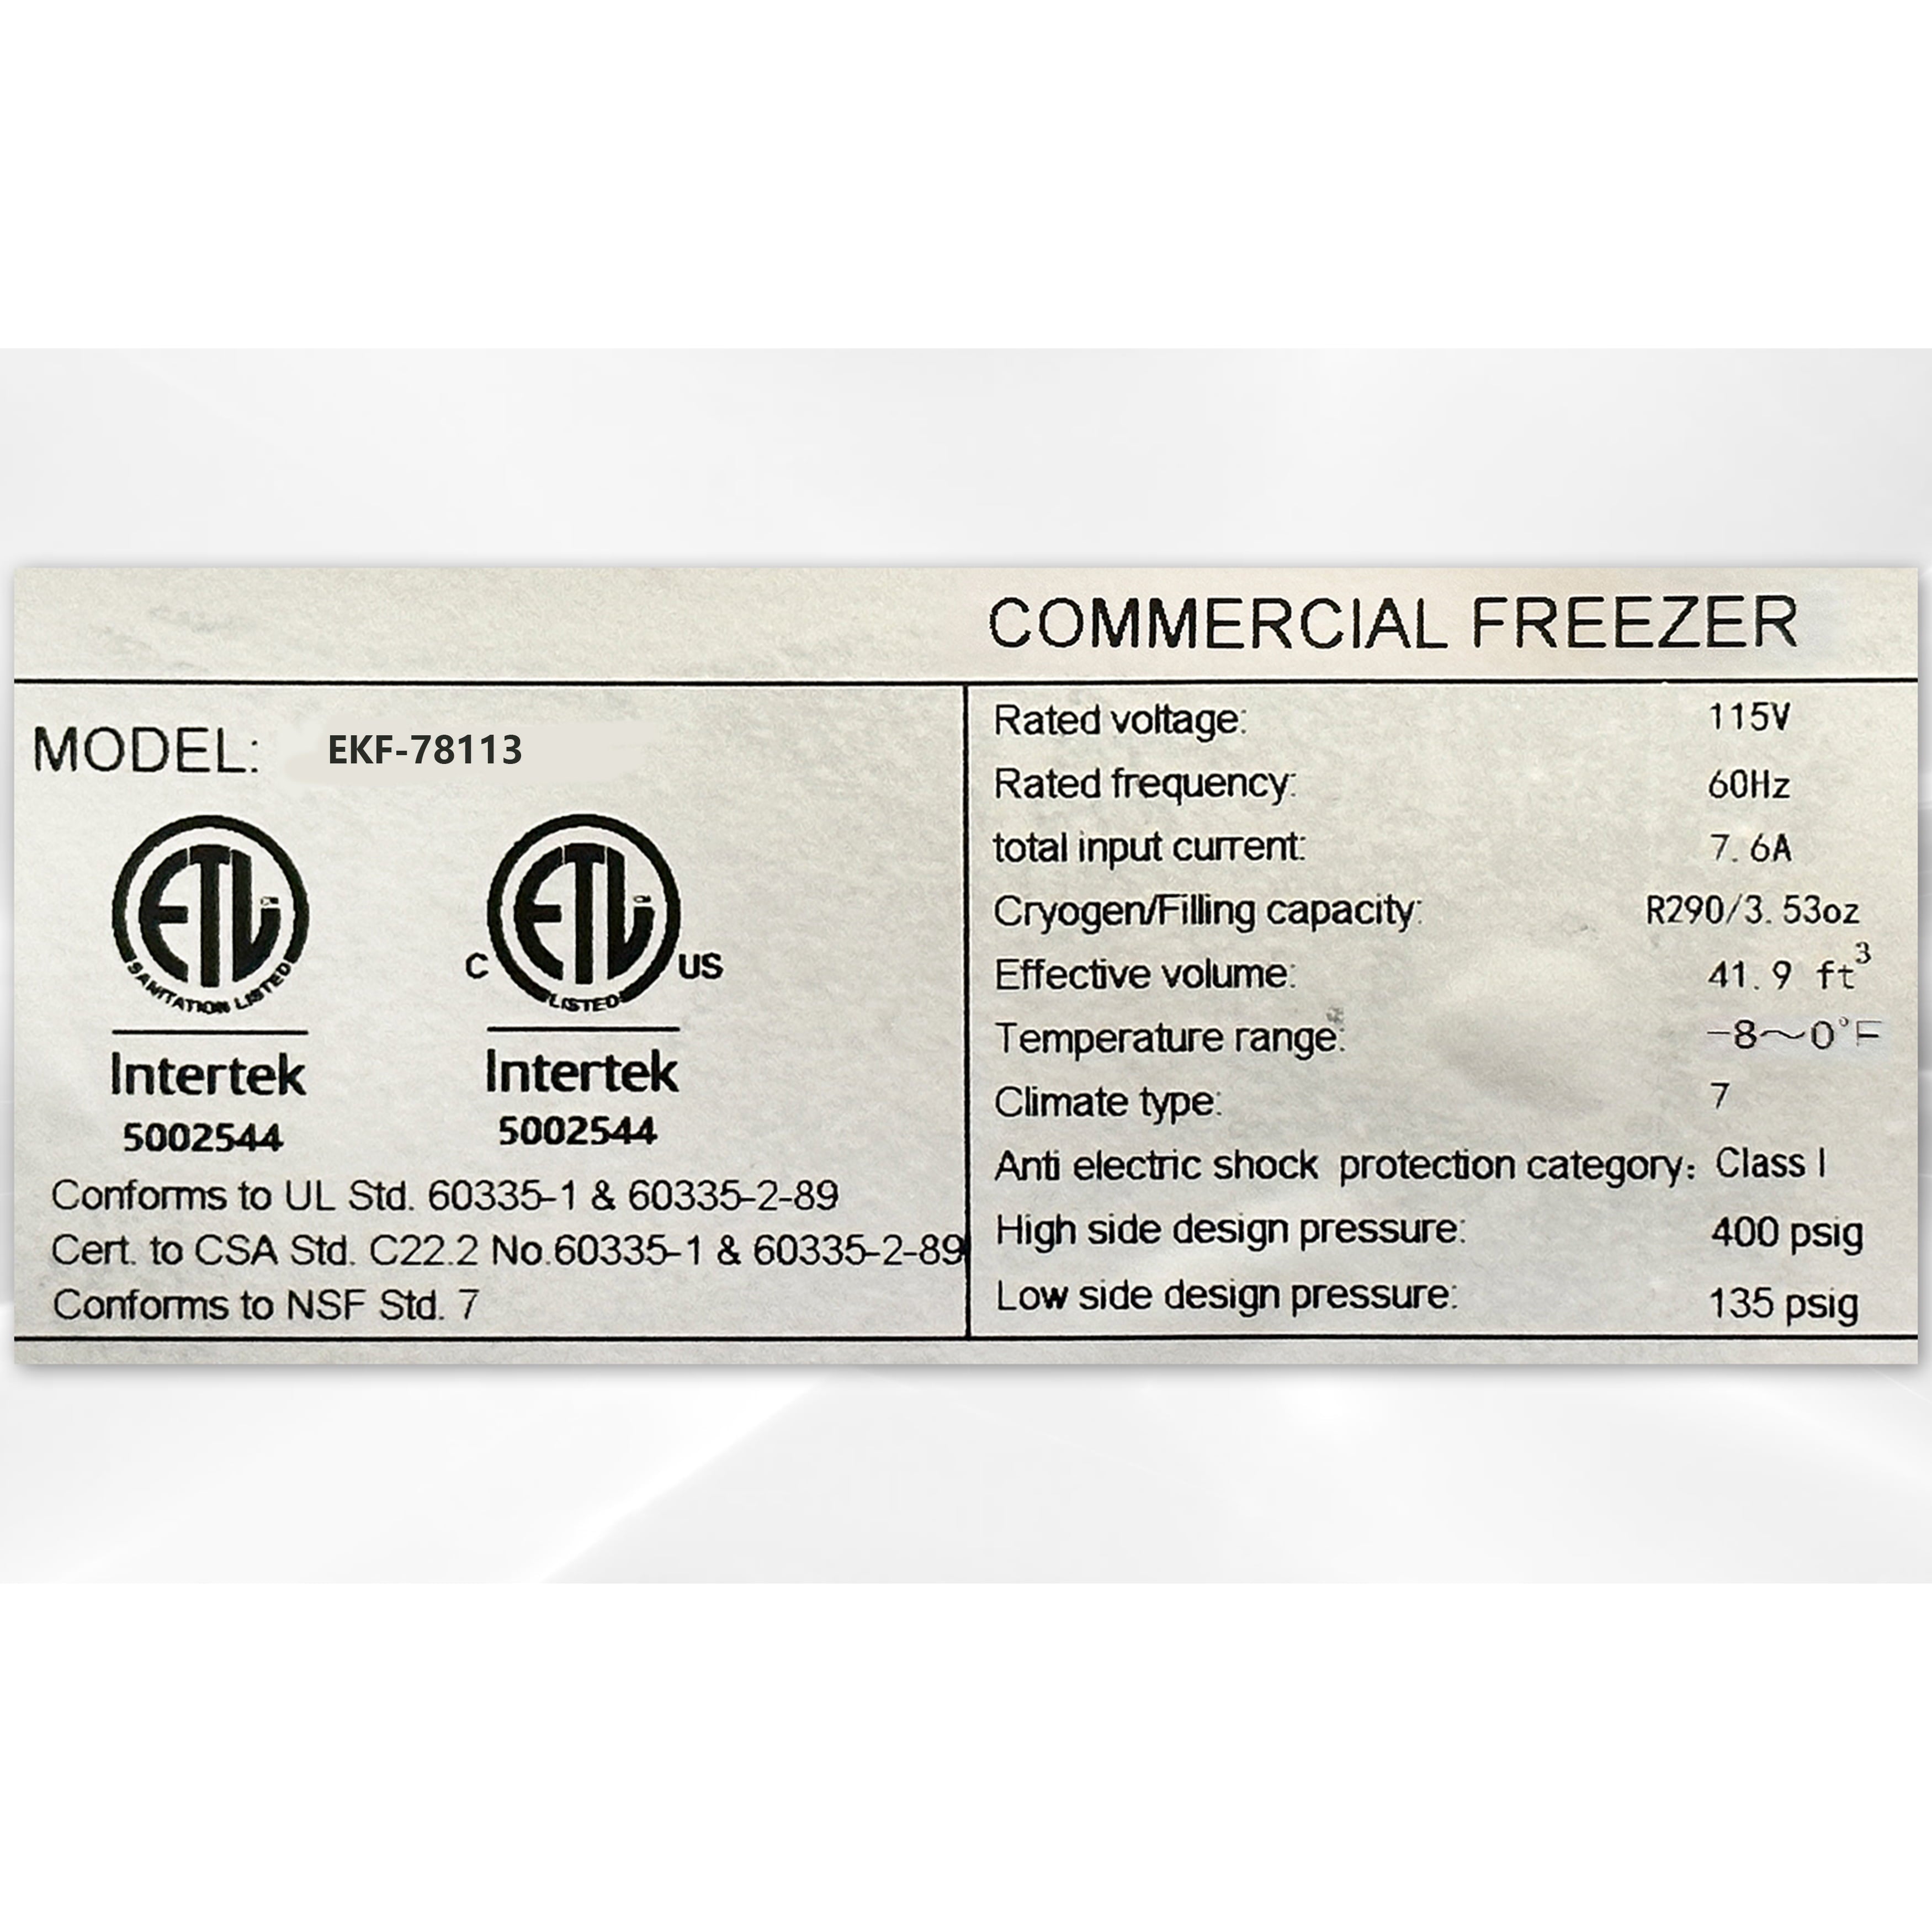 COMMERCIAL FREEZER
MODEL: EKF-78113
ETL
SANITATION LISTED
Intertek
5002544
C ETL US
LISTED
Intertek
5002544
Conforms to UL Std. 60335-1 & 60335-2-89
Cert. to CSA Std. C22.2 No.60335-1 & 60335-2-89
Conforms to NSF Std. 7
Rated voltage: 115V
Rated frequency: 60Hz
total input current: 7.6A
Cryogen/Filling capacity: R290/3.53oz
Effective volume: 41.9 ft³
Temperature range: -8～0°F
Climate type: 7
Anti electric shock protection category: Class I
High side design pressure: 400 psig
Low side design pressure: 135 psig